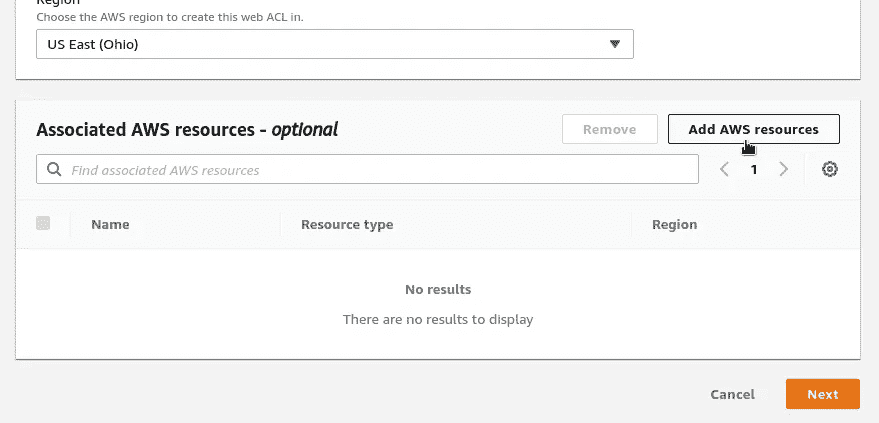 Region
Choose the AWS region to create this web ACL in.
US East (Ohio)
Associated AWS resources - optional
Remove
Add AWS resources
Find associated AWS resources
1
Name
Resource type
Region
No results
There are no results to display
Cancel
Next